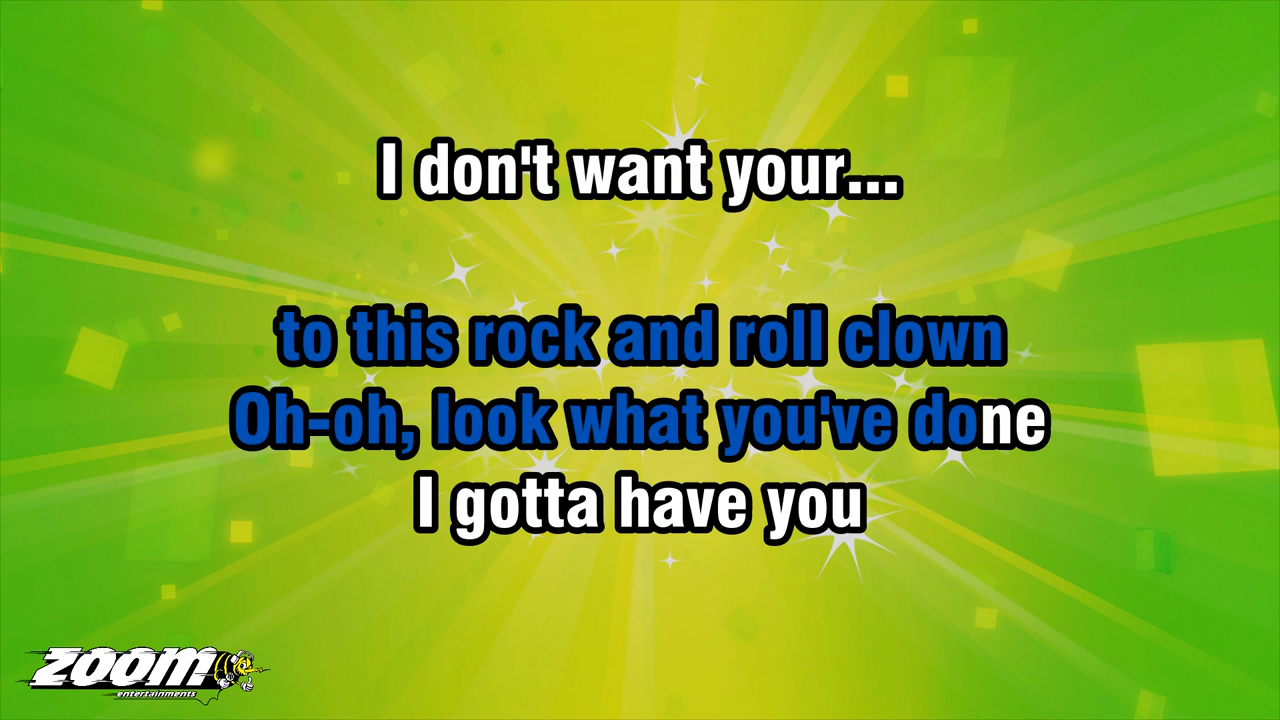 I don't want your...
to this rock and roll clown
Oh-oh, look what you've done
I gotta have you
zoom
entertainments